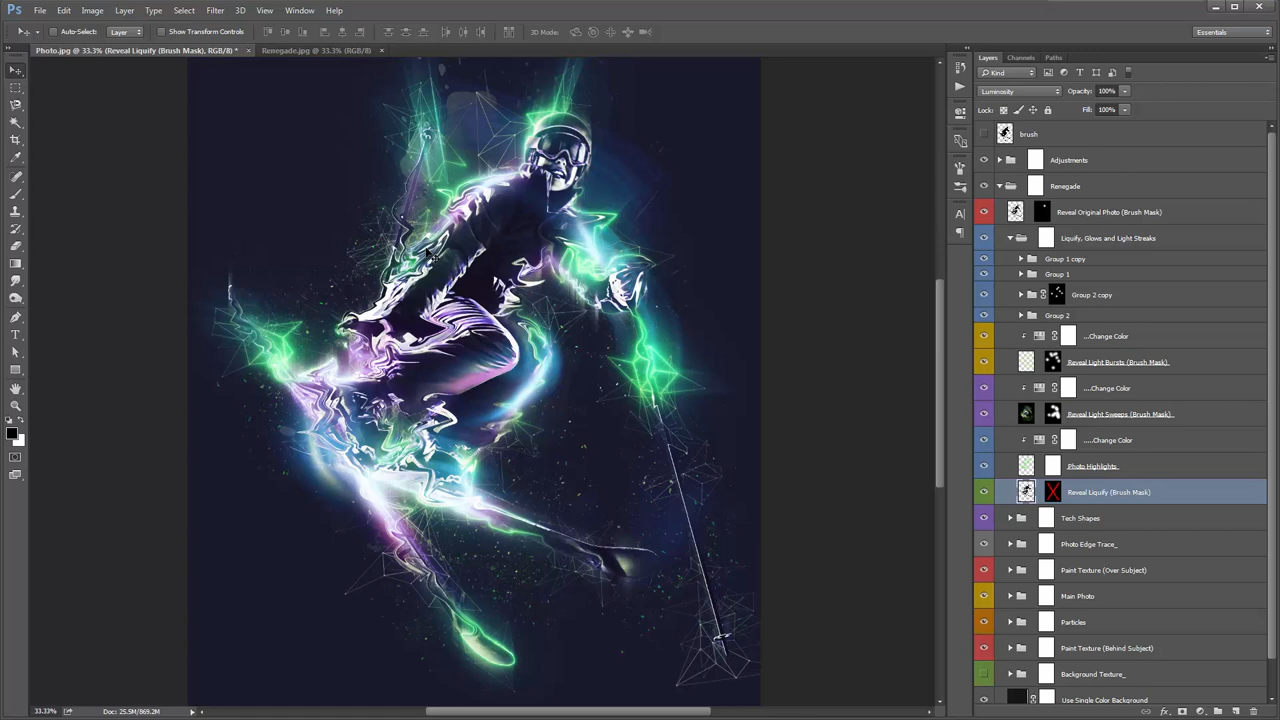 Ps File Edit Image Layer Type Select Filter 3D View Window Help
Auto-Select: Layer Show Transform Controls 3D Mode: Essentials
Photo.jpg @ 33.3% (Reveal Liquify (Brush Mask), RGB/8) * × Renegade.jpg @ 33.3% (RGB/8) ×
Layers Channels Paths
Kind
Luminosity Opacity: 100%
Lock: Fill: 100%
brush
Adjustments
Renegade
Reveal Original Photo (Brush Mask)
Liquify, Glows and Light Streaks
Group 1 copy
Group 1
Group 2 copy
Group 2
...Change Color
Reveal Light Bursts (Brush Mask)_
...Change Color
Reveal Light Sweeps (Brush Mask)_
.....Change Color
Photo Highlights_
Reveal Liquify (Brush Mask)
Tech Shapes
Photo Edge Trace_
Paint Texture (Over Subject)
Main Photo
Particles
Paint Texture (Behind Subject)
Background Texture_
Use Single Color Background
33.33% Doc: 25.5M/869.2M